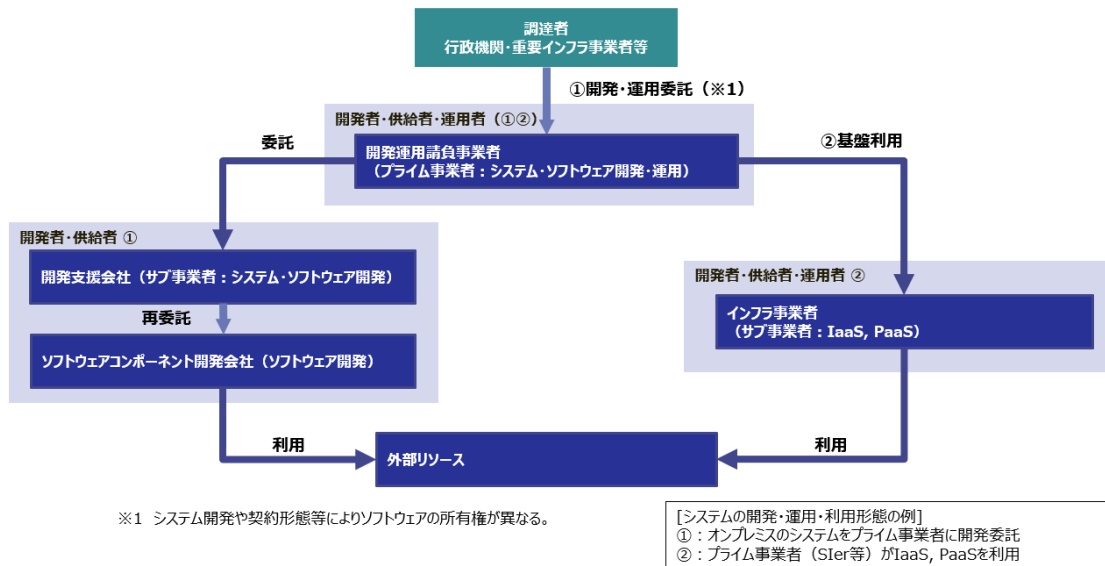 調達者
行政機関・重要インフラ事業者等
①開発・運用委託（※1）
開発者・供給者・運用者（①②）
委託
開発運用請負事業者
（プライム事業者：システム・ソフトウェア開発・運用）
②基盤利用
開発者・供給者 ①
開発支援会社（サブ事業者：システム・ソフトウェア開発）
再委託
ソフトウェアコンポーネント開発会社（ソフトウェア開発）
開発者・供給者・運用者 ②
インフラ事業者
（サブ事業者：IaaS, PaaS）
利用
外部リソース
利用
※1 システム開発や契約形態等によりソフトウェアの所有権が異なる。
[システムの開発・運用・利用形態の例]
①：オンプレミスのシステムをプライム事業者に開発委託
②：プライム事業者（SIer等）がIaaS, PaaSを利用